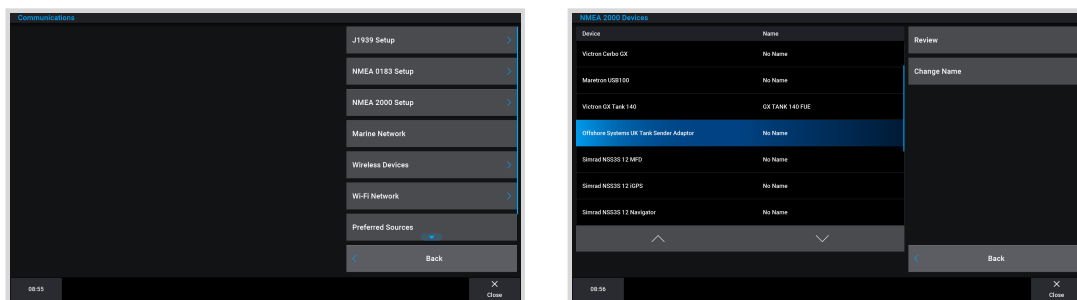 Communications
J1939 Setup
NMEA 0183 Setup
NMEA 2000 Setup
Marine Network
Wireless Devices
Wi-Fi Network
Preferred Sources
Back
08:55
Close
NMEA 2000 Devices
Device Name
Victron Cerbo GX No Name
Maretron USB100 No Name
Victron GX Tank 140 GX TANK 140 FUE
Offshore Systems UK Tank Sender Adaptor No Name
Simrad NSS3S 12 MFD No Name
Simrad NSS3S 12 iGPS No Name
Simrad NSS3S 12 Navigator No Name
Review
Change Name
Back
08:56
Close